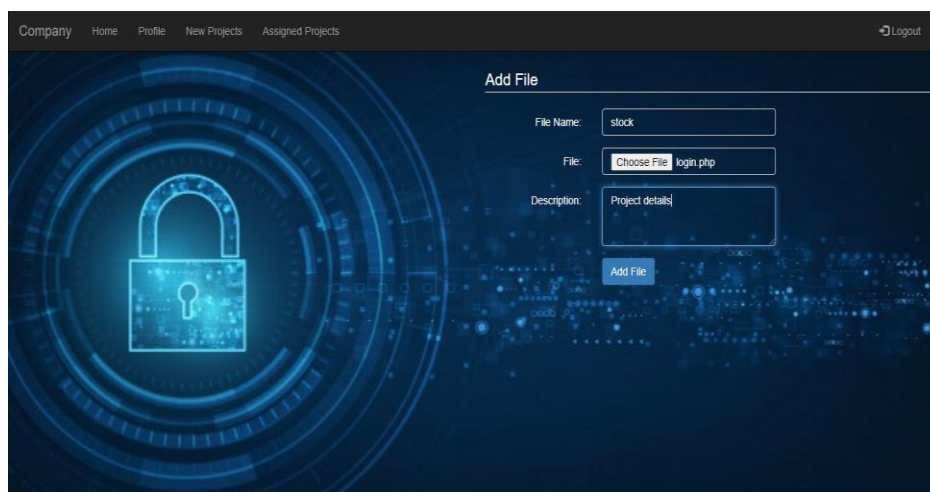 Company Home Profile New Projects Assigned Projects Logout
Add File
File Name: stock
File: Choose File login.php
Description: Project details
Add File